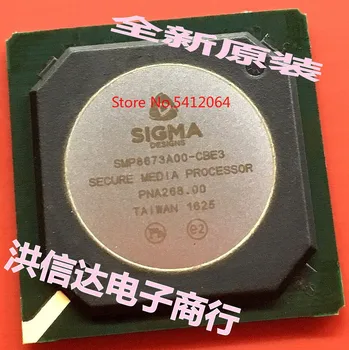 全新原装
Store No: 5412064
SIGMA
DESIGNS
SMP8673A00-CBE3
SECURE MEDIA PROCESSOR
PNA268.00
TAIWAN 1625
e2
洪信达电子商行